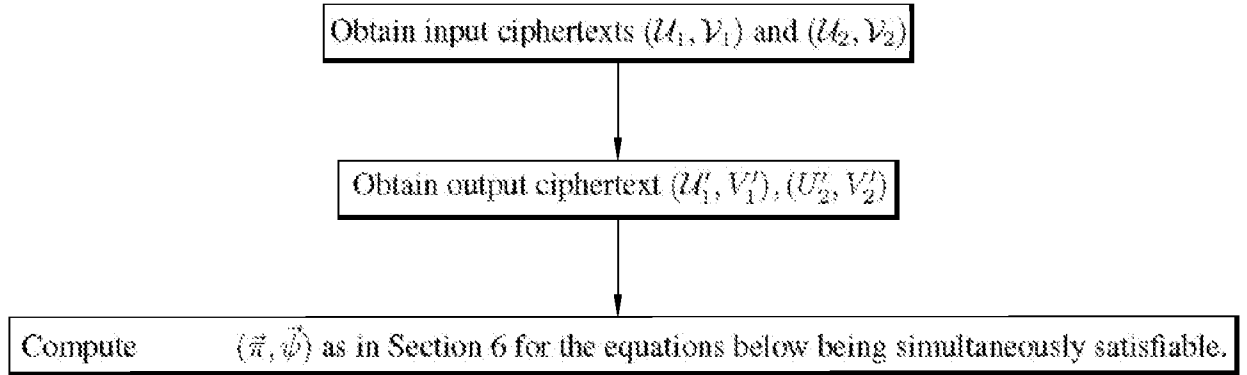 Obtain input ciphertexts (𝒰₁, 𝒱₁) and (𝒰₂, 𝒱₂)
Obtain output ciphertext (𝒰′₁, V′₁), (U′₂, V′₂)
Compute (π⃗, ψ⃗) as in Section 6 for the equations below being simultaneously satisfiable.